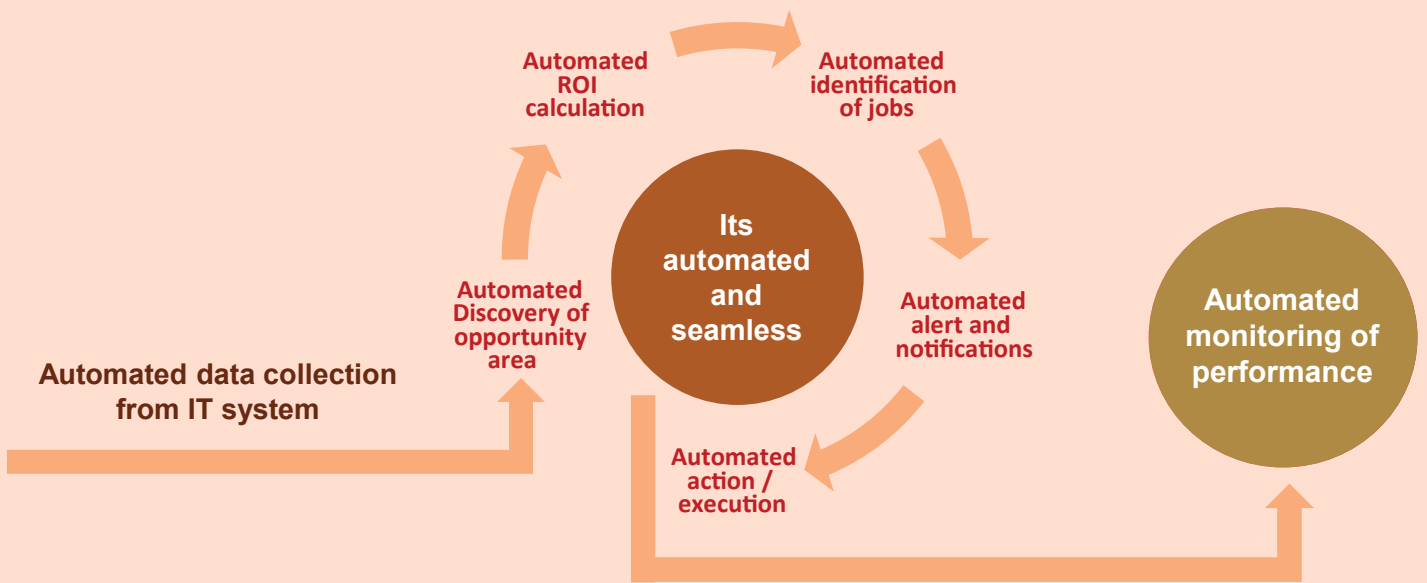 Automated data collection
from IT system
Automated
Discovery of
opportunity
area
Automated
ROI
calculation
Automated
identification
of jobs
Automated
alert and
notifications
Automated
action /
execution
Its
automated
and
seamless
Automated
monitoring of
performance